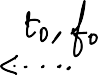 t₀, f₀
<....